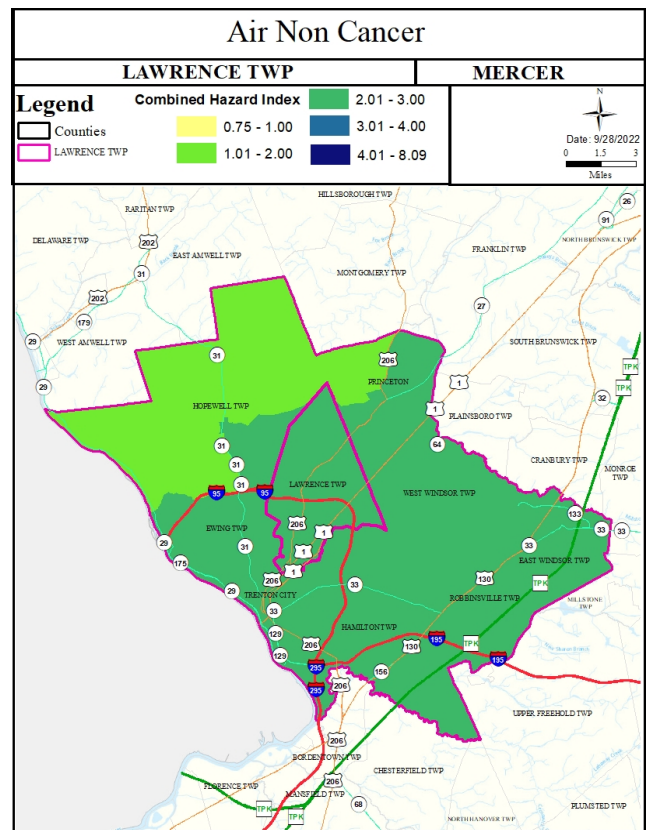 Air Non Cancer
LAWRENCE TWP
MERCER
Legend
Counties
LAWRENCE TWP
Combined Hazard Index
0.75 - 1.00
1.01 - 2.00
2.01 - 3.00
3.01 - 4.00
4.01 - 8.09
N
Date: 9/28/2022
0 1.5 3
Miles
HILLSBOROUGH TWP
RARITAN TWP
26
91
DELAWARE TWP
202
NORTH BRUNSWICK TWP
EAST AMWELL TWP
FRANKLIN TWP
31
MONTGOMERY TWP
202
27
179
29
WEST AMWELL TWP
SOUTH BRUNSWICK TWP
31
206
TPK
29
PRINCETON
1
TPK
32
HOPEWELL TWP
1
PLAINSBORO TWP
31
64
31
CRANBURY TWP
MONROE
TWP
31
LAWRENCE TWP
95
95
WEST WINDSOR TWP
133
206
EWING TWP
1
33
33
29
31
1
33
EAST WINDSOR TWP
175
1
206
130
TPK
29
TRENTON CITY
33
ROBBINSVILLE TWP
MILLSTONE
TWP
33
129
HAMILTON TWP
206
130
195
TPK
129
295
156
195
206
295
UPPER FREEHOLD TWP
206
BORDENTOWN TWP
CHESTERFIELD TWP
FLORENCE TWP
206
MANSFIELD TWP
68
TPK
TPK
PLUMSTED TWP
NORTH HANOVER TWP